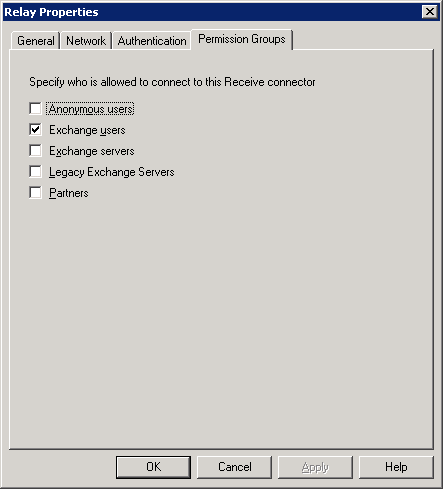 Relay Properties
General Network Authentication Permission Groups
Specify who is allowed to connect to this Receive connector
Anonymous users
Exchange users
Exchange servers
Legacy Exchange Servers
Partners
OK Cancel Apply Help